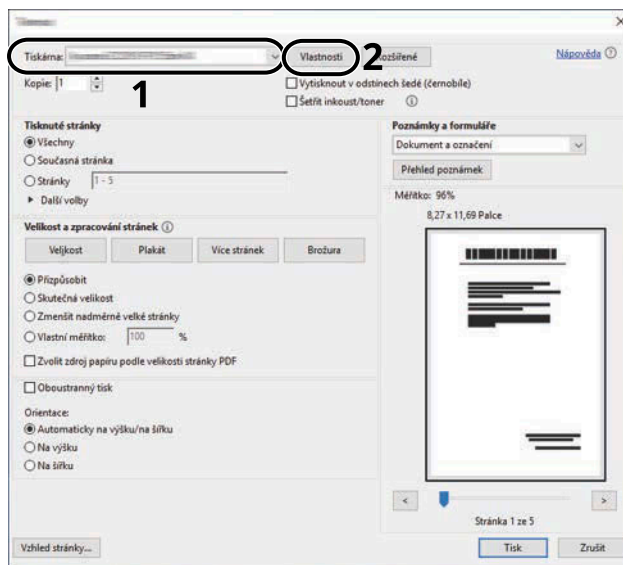 Tiskárna:
Vlastnosti
2
Rozšířené
Nápověda
Kopie: 1
1
Vytisknout v odstínech šedé (černobíle)
Šetřit inkoust/toner
Tisknuté stránky
Všechny
Současná stránka
Stránky 1 - 5
Další volby
Velikost a zpracování stránek
Velikost Plakát Více stránek Brožura
Přizpůsobit
Skutečná velikost
Zmenšit nadměrné velké stránky
Vlastní měřítko: 100 %
Zvolit zdroj papíru podle velikosti stránky PDF
Oboustranný tisk
Orientace:
Automaticky na výšku/na šířku
Na výšku
Na šířku
Poznámky a formuláře
Dokument a označení
Přehled poznámek
Měřítko: 96%
8,27 x 11,69 Palce
< >
Stránka 1 ze 5
Vzhled stránky...
Tisk Zrušit